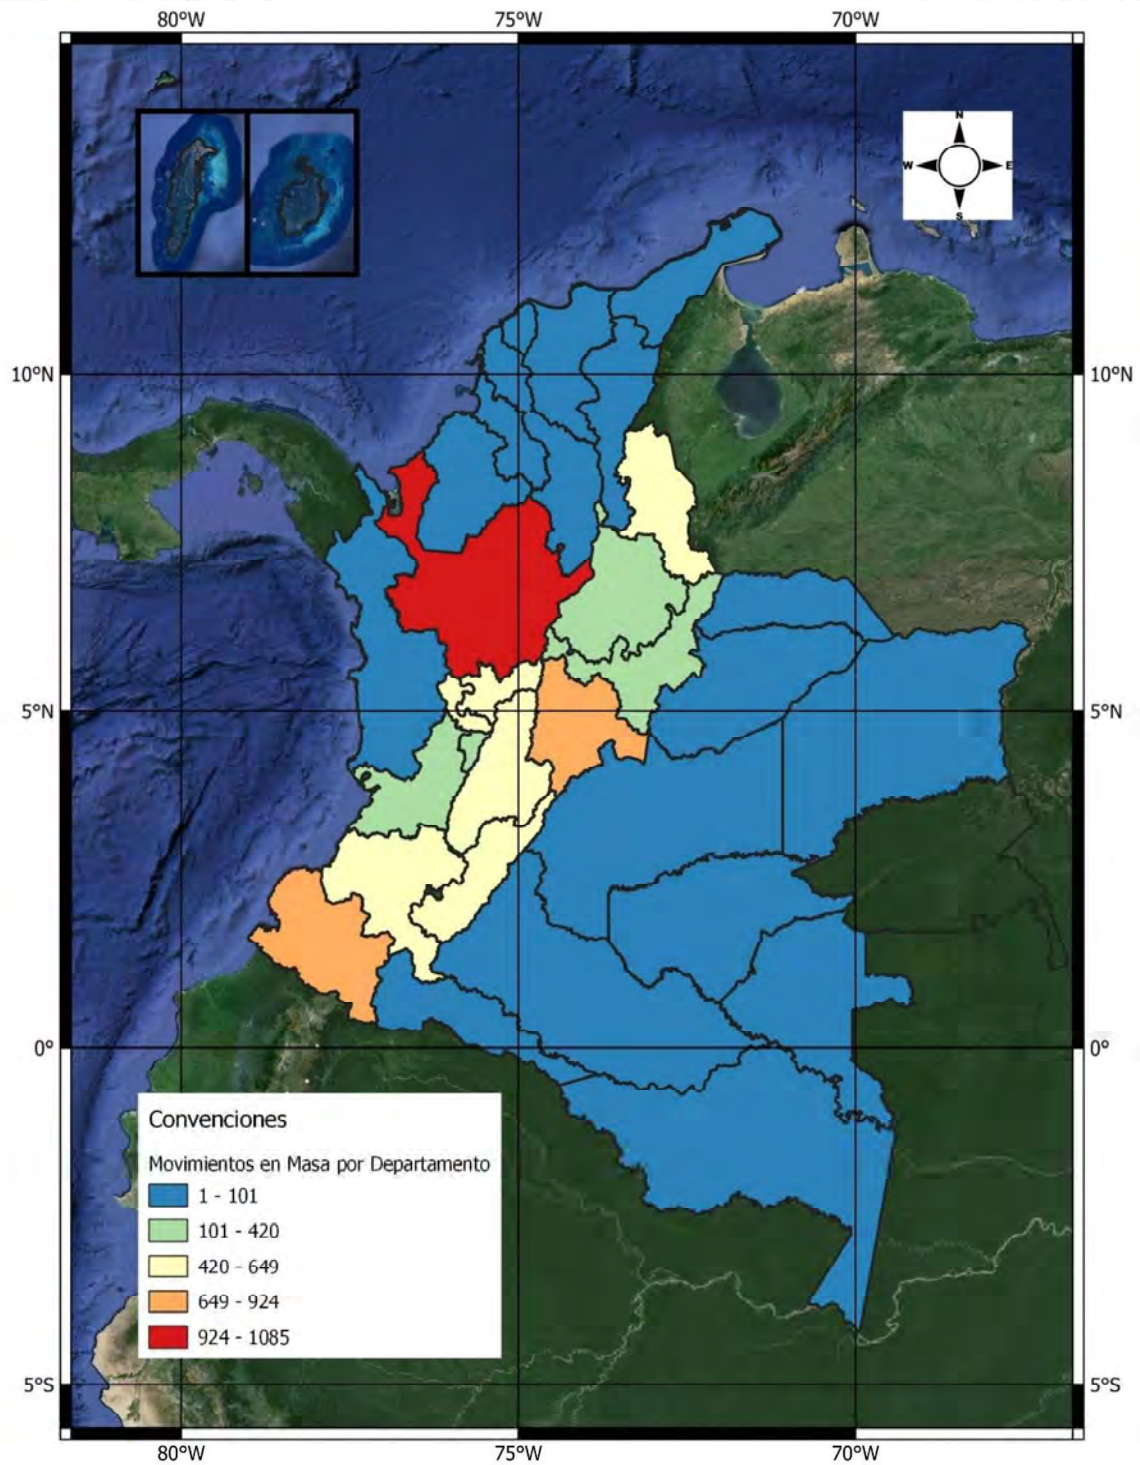 80°W 75°W 70°W
N
W E
S
10°N 10°N
5°N 5°N
0° 0°
Convenciones
Movimientos en Masa por Departamento
1 - 101
101 - 420
420 - 649
649 - 924
924 - 1085
5°S 5°S
80°W 75°W 70°W